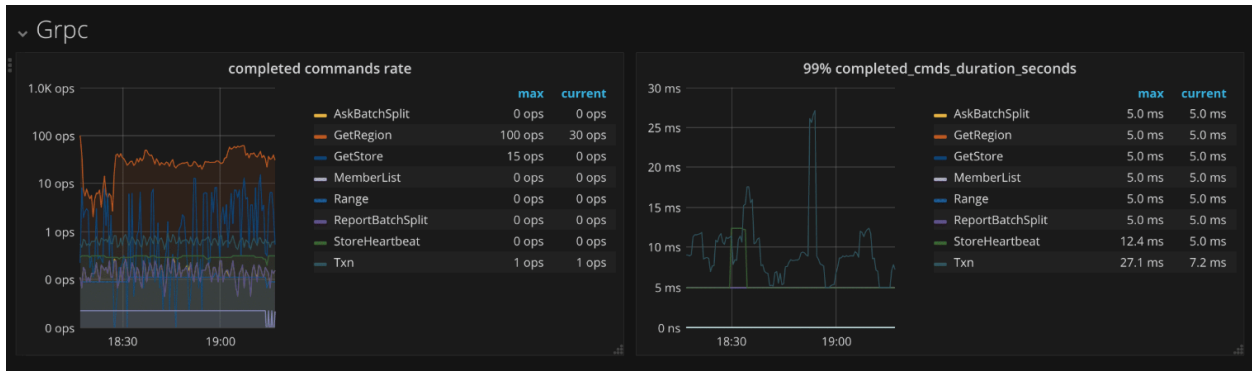 Grpc
completed commands rate
1.0K ops
100 ops
10 ops
1 ops
0 ops
0 ops
18:30 19:00
max current
AskBatchSplit 0 ops 0 ops
GetRegion 100 ops 30 ops
GetStore 15 ops 0 ops
MemberList 0 ops 0 ops
Range 0 ops 0 ops
ReportBatchSplit 0 ops 0 ops
StoreHeartbeat 0 ops 0 ops
Txn 1 ops 1 ops
99% completed_cmds_duration_seconds
30 ms
25 ms
20 ms
15 ms
10 ms
5 ms
0 ns
18:30 19:00
max current
AskBatchSplit 5.0 ms 5.0 ms
GetRegion 5.0 ms 5.0 ms
GetStore 5.0 ms 5.0 ms
MemberList 5.0 ms 5.0 ms
Range 5.0 ms 5.0 ms
ReportBatchSplit 5.0 ms 5.0 ms
StoreHeartbeat 12.4 ms 5.0 ms
Txn 27.1 ms 7.2 ms